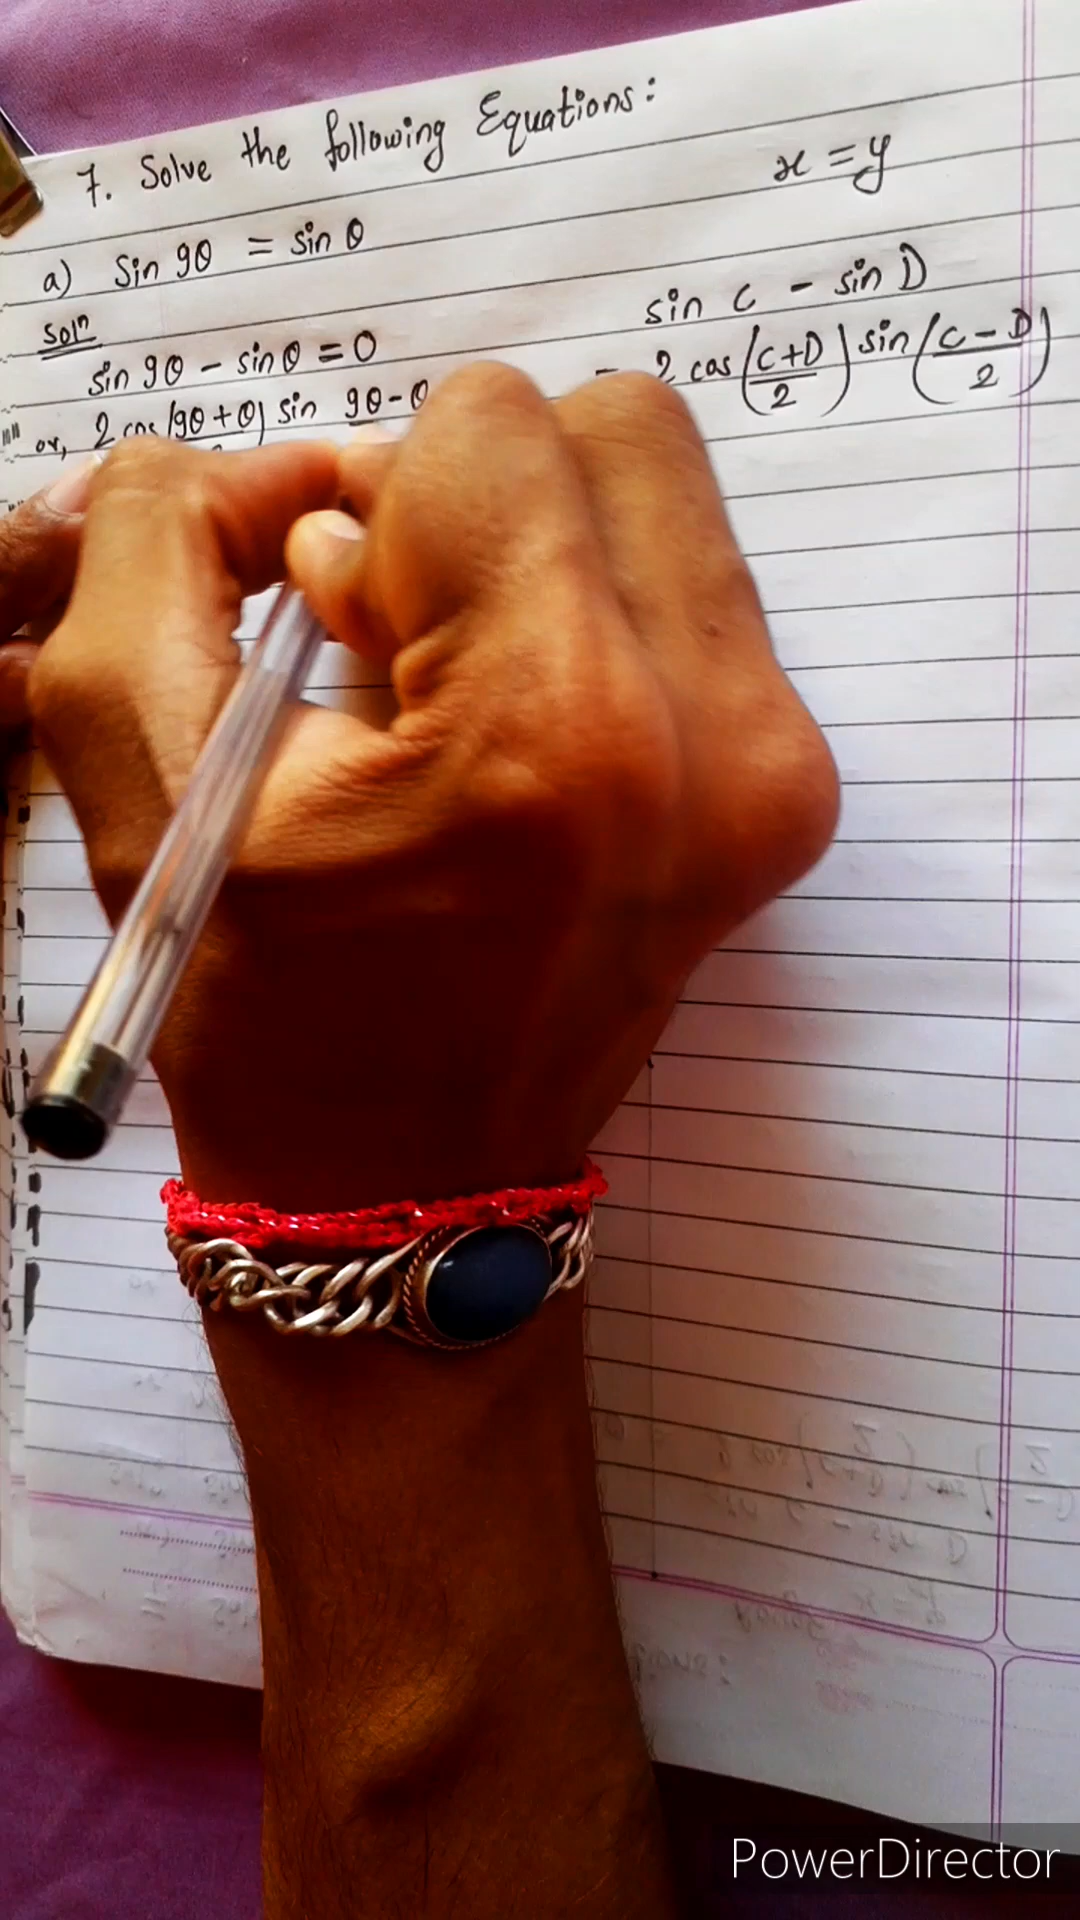 7. Solve the following Equations:
x = y
a) Sin 9θ = sin θ
Solⁿ
sin 9θ - sin θ = 0
or, 2 cos (9θ + θ) sin 9θ - θ
sin C - sin D
= 2 cos (C+D / 2) sin (C-D / 2)
PowerDirector